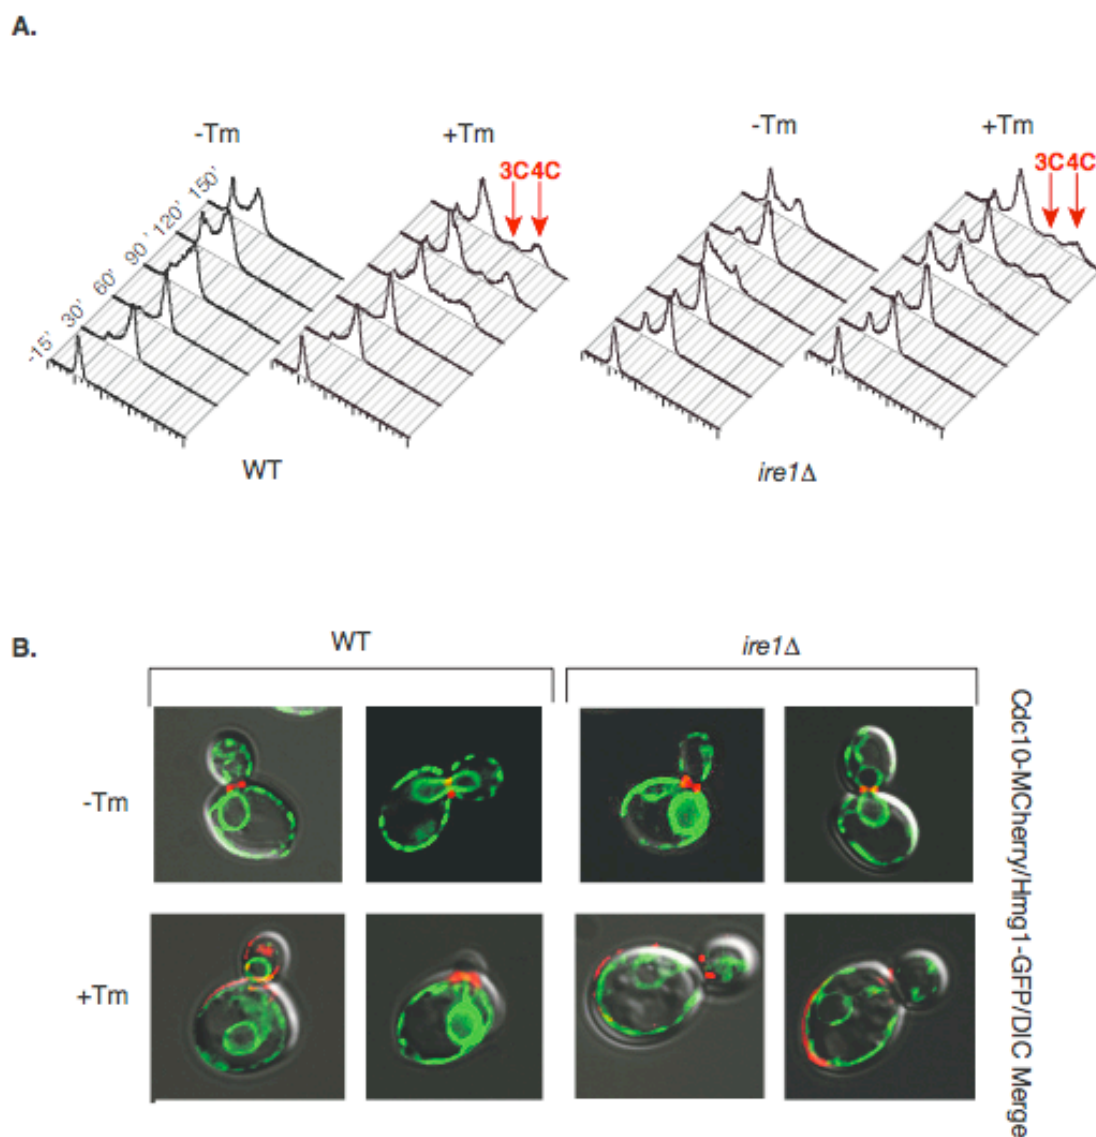 A.
-Tm
+Tm
-Tm
+Tm
3C 4C
3C 4C
-15' 30' 60' 90' 120' 150'
WT
ire1Δ
B.
WT
ire1Δ
-Tm
+Tm
Cdc10-MCherry/Hmg1-GFP/DIC Merge